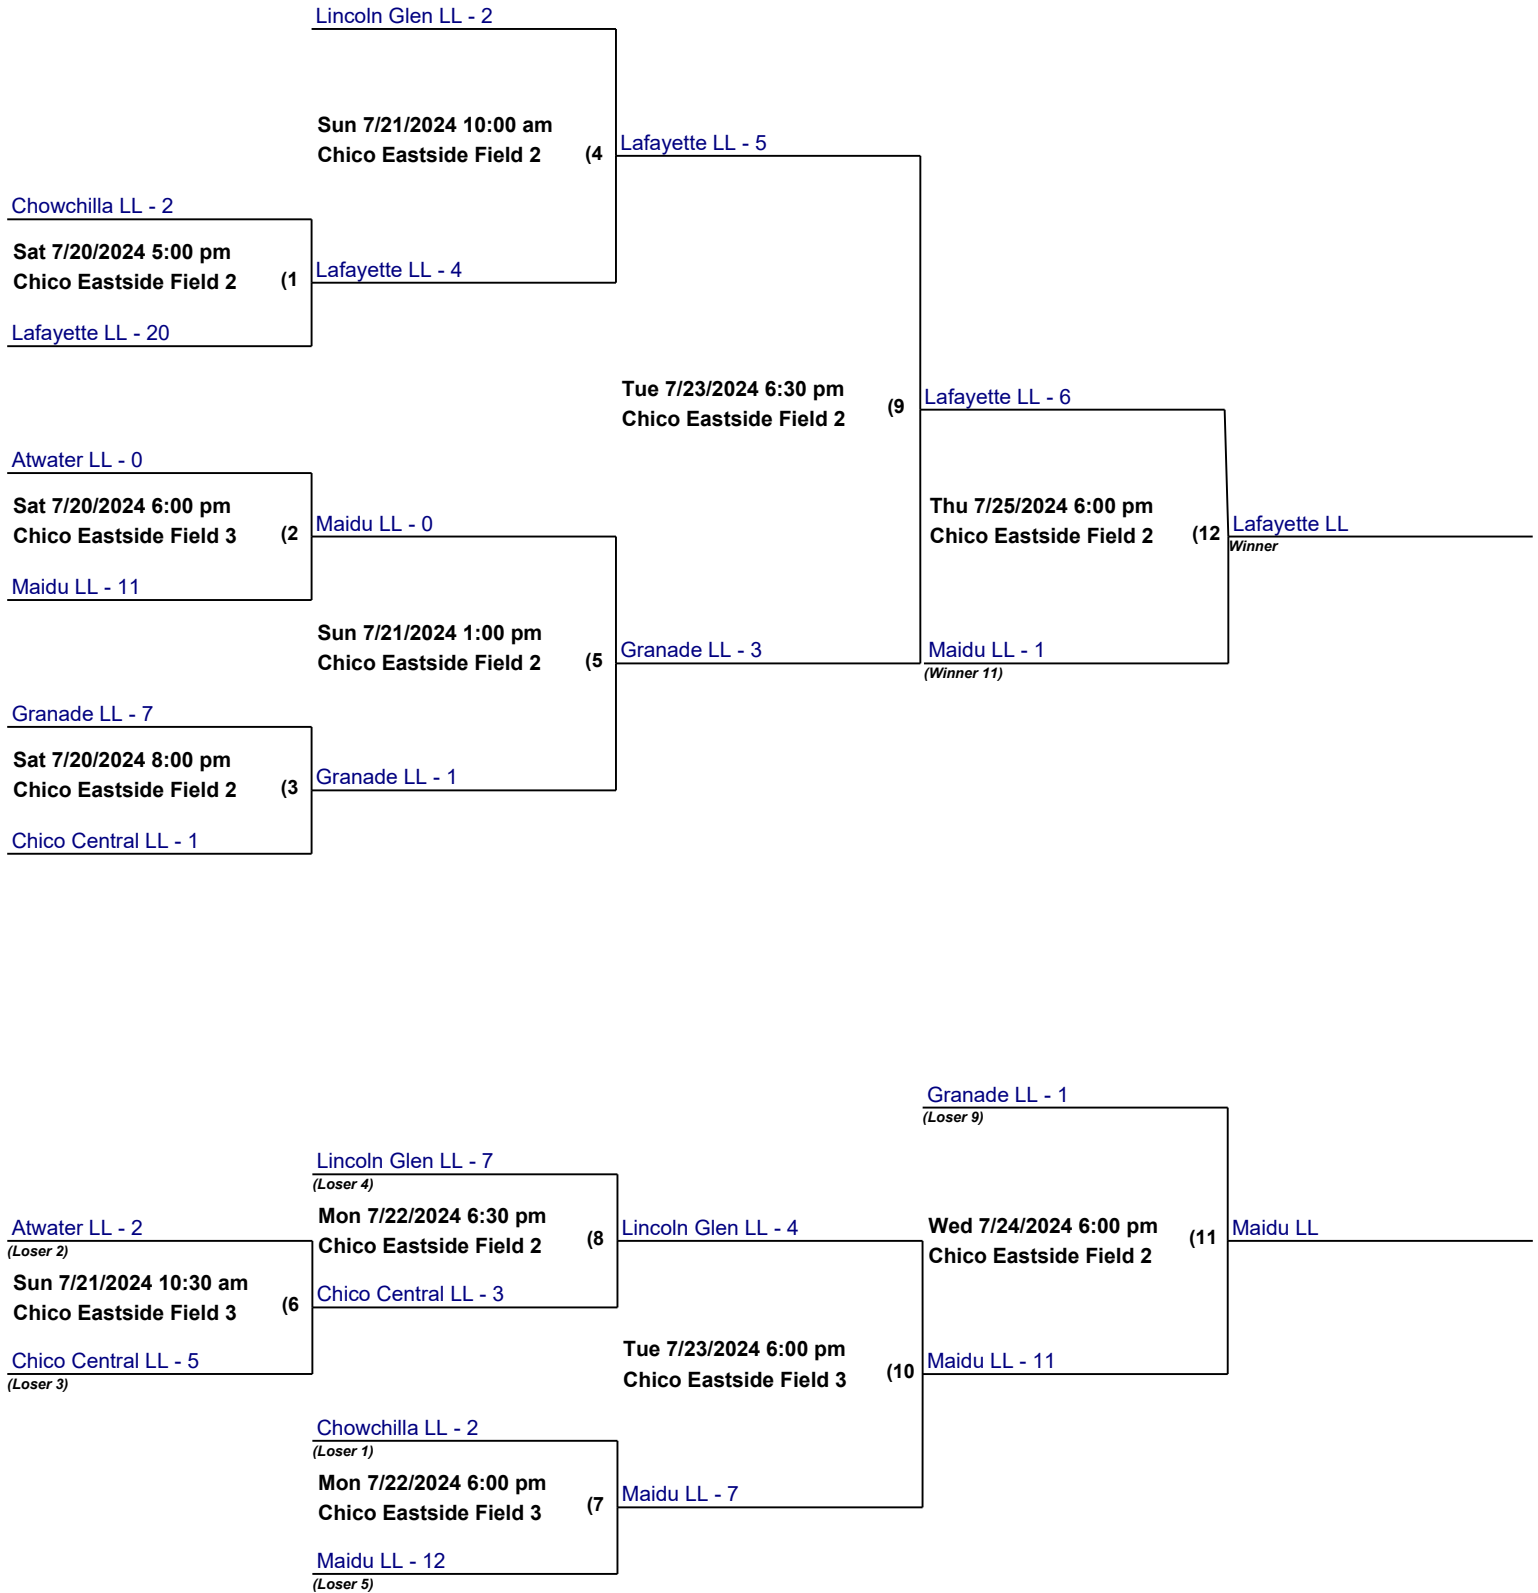 Lincoln Glen LL - 2
Sun 7/21/2024 10:00 am
Chico Eastside Field 2
(4
Lafayette LL - 5
Chowchilla LL - 2
Sat 7/20/2024 5:00 pm
Chico Eastside Field 2
(1
Lafayette LL - 4
Lafayette LL - 20
Tue 7/23/2024 6:30 pm
Chico Eastside Field 2
(9
Lafayette LL - 6
Atwater LL - 0
Sat 7/20/2024 6:00 pm
Chico Eastside Field 3
(2
Maidu LL - 0
Thu 7/25/2024 6:00 pm
Chico Eastside Field 2
(12
Lafayette LL
Winner
Maidu LL - 11
Sun 7/21/2024 1:00 pm
Chico Eastside Field 2
(5
Granade LL - 3
Maidu LL - 1
(Winner 11)
Granade LL - 7
Sat 7/20/2024 8:00 pm
Chico Eastside Field 2
(3
Granade LL - 1
Chico Central LL - 1
Granade LL - 1
(Loser 9)
Lincoln Glen LL - 7
(Loser 4)
Mon 7/22/2024 6:30 pm
Chico Eastside Field 2
(8
Lincoln Glen LL - 4
Wed 7/24/2024 6:00 pm
Chico Eastside Field 2
(11
Maidu LL
Atwater LL - 2
(Loser 2)
Sun 7/21/2024 10:30 am
Chico Eastside Field 3
(6
Chico Central LL - 3
Chico Central LL - 5
(Loser 3)
Tue 7/23/2024 6:00 pm
Chico Eastside Field 3
(10
Maidu LL - 11
Chowchilla LL - 2
(Loser 1)
Mon 7/22/2024 6:00 pm
Chico Eastside Field 3
(7
Maidu LL - 7
Maidu LL - 12
(Loser 5)